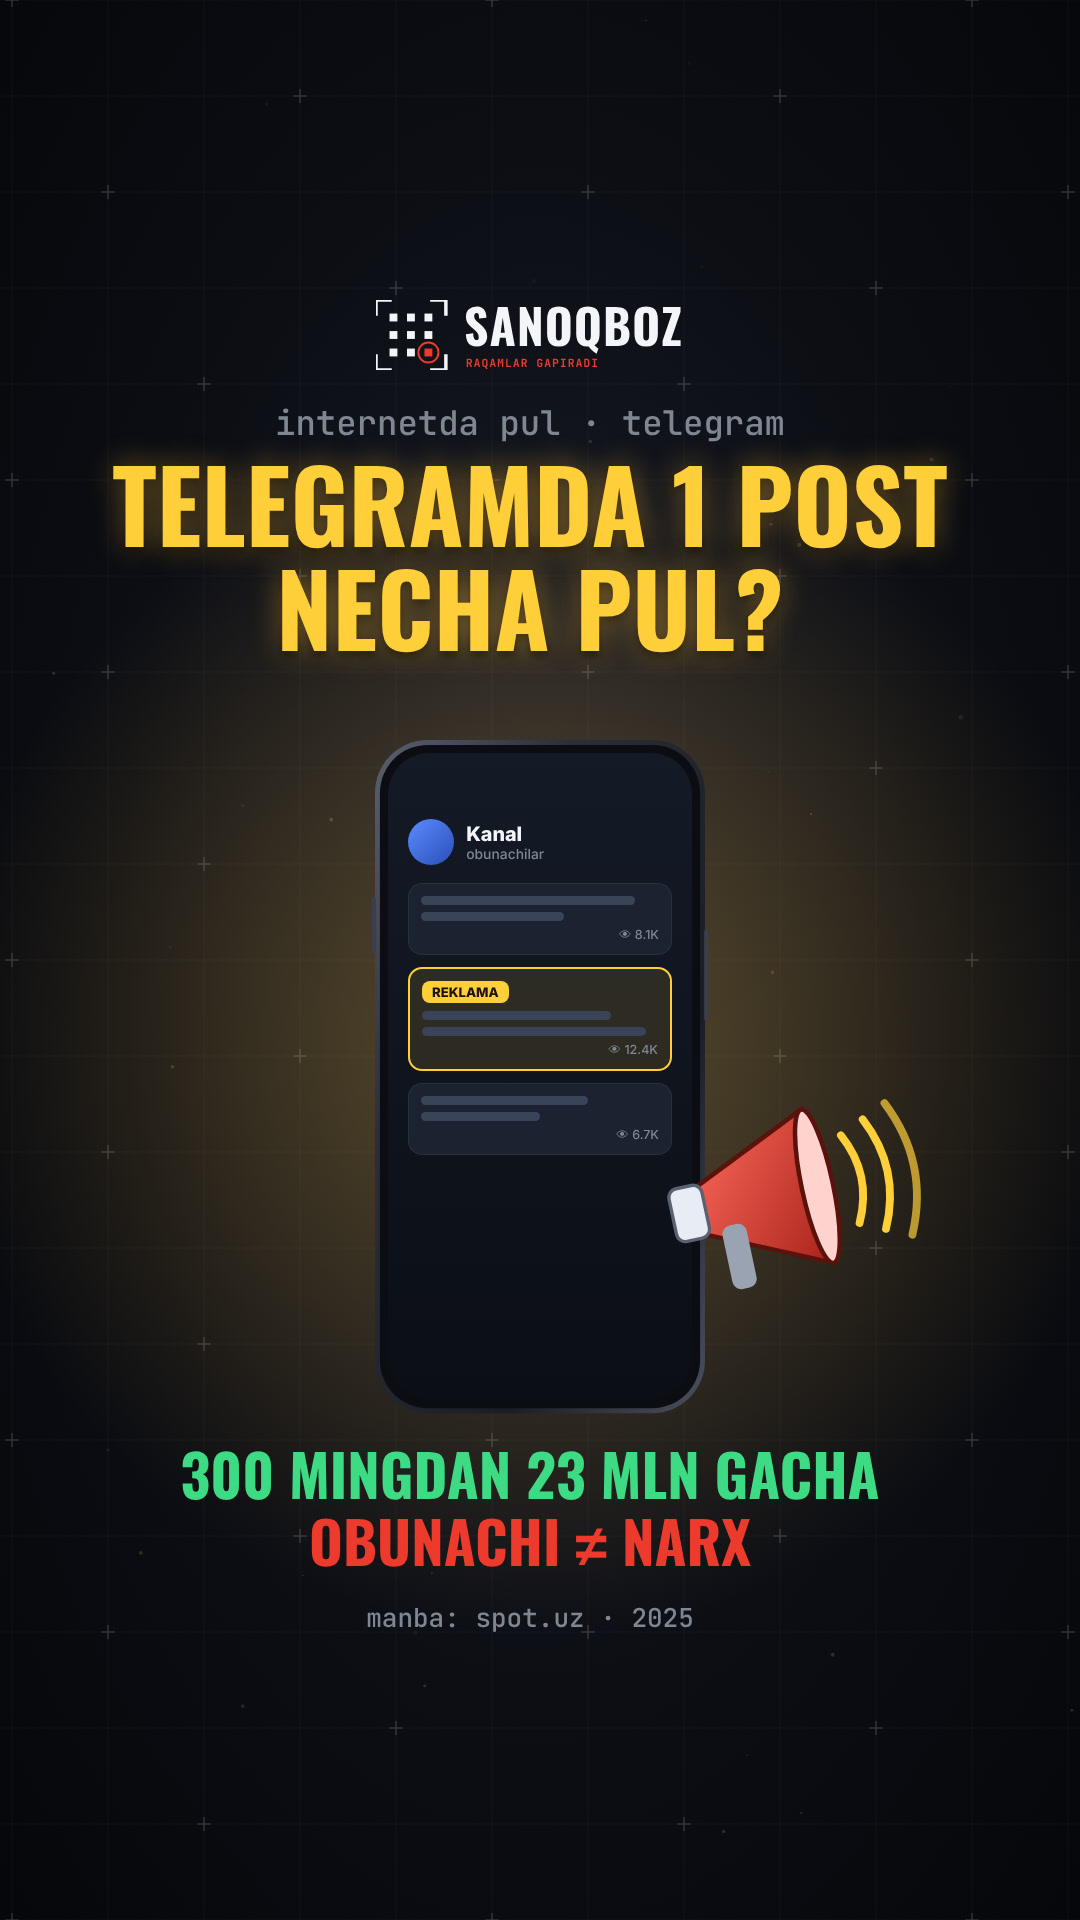 SANOQBOZ
RAQAMLAR GAPIRADI
internetda pul · telegram
TELEGRAMDA 1 POST
NECHA PUL?
Kanal
obunachilar
8.1K
REKLAMA
12.4K
6.7K
300 MINGDAN 23 MLN GACHA
OBUNACHI ≠ NARX
manba: spot.uz · 2025